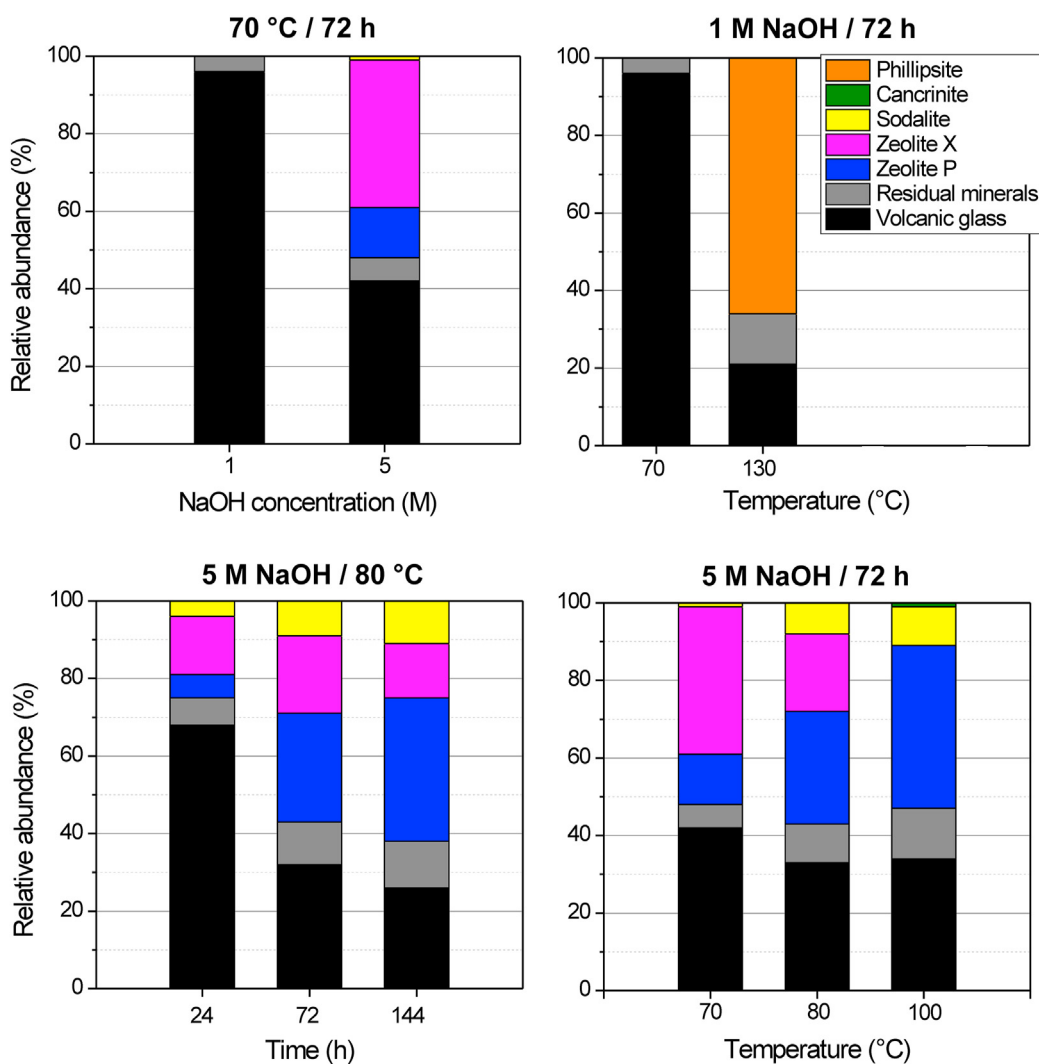 70 °C / 72 h
100
80
60
40
20
0
Relative abundance (%)
1 5
NaOH concentration (M)
1 M NaOH / 72 h
100
80
60
40
20
0
Phillipsite
Cancrinite
Sodalite
Zeolite X
Zeolite P
Residual minerals
Volcanic glass
70 130
Temperature (°C)
5 M NaOH / 80 °C
100
80
60
40
20
0
Relative abundance (%)
24 72 144
Time (h)
5 M NaOH / 72 h
100
80
60
40
20
0
70 80 100
Temperature (°C)